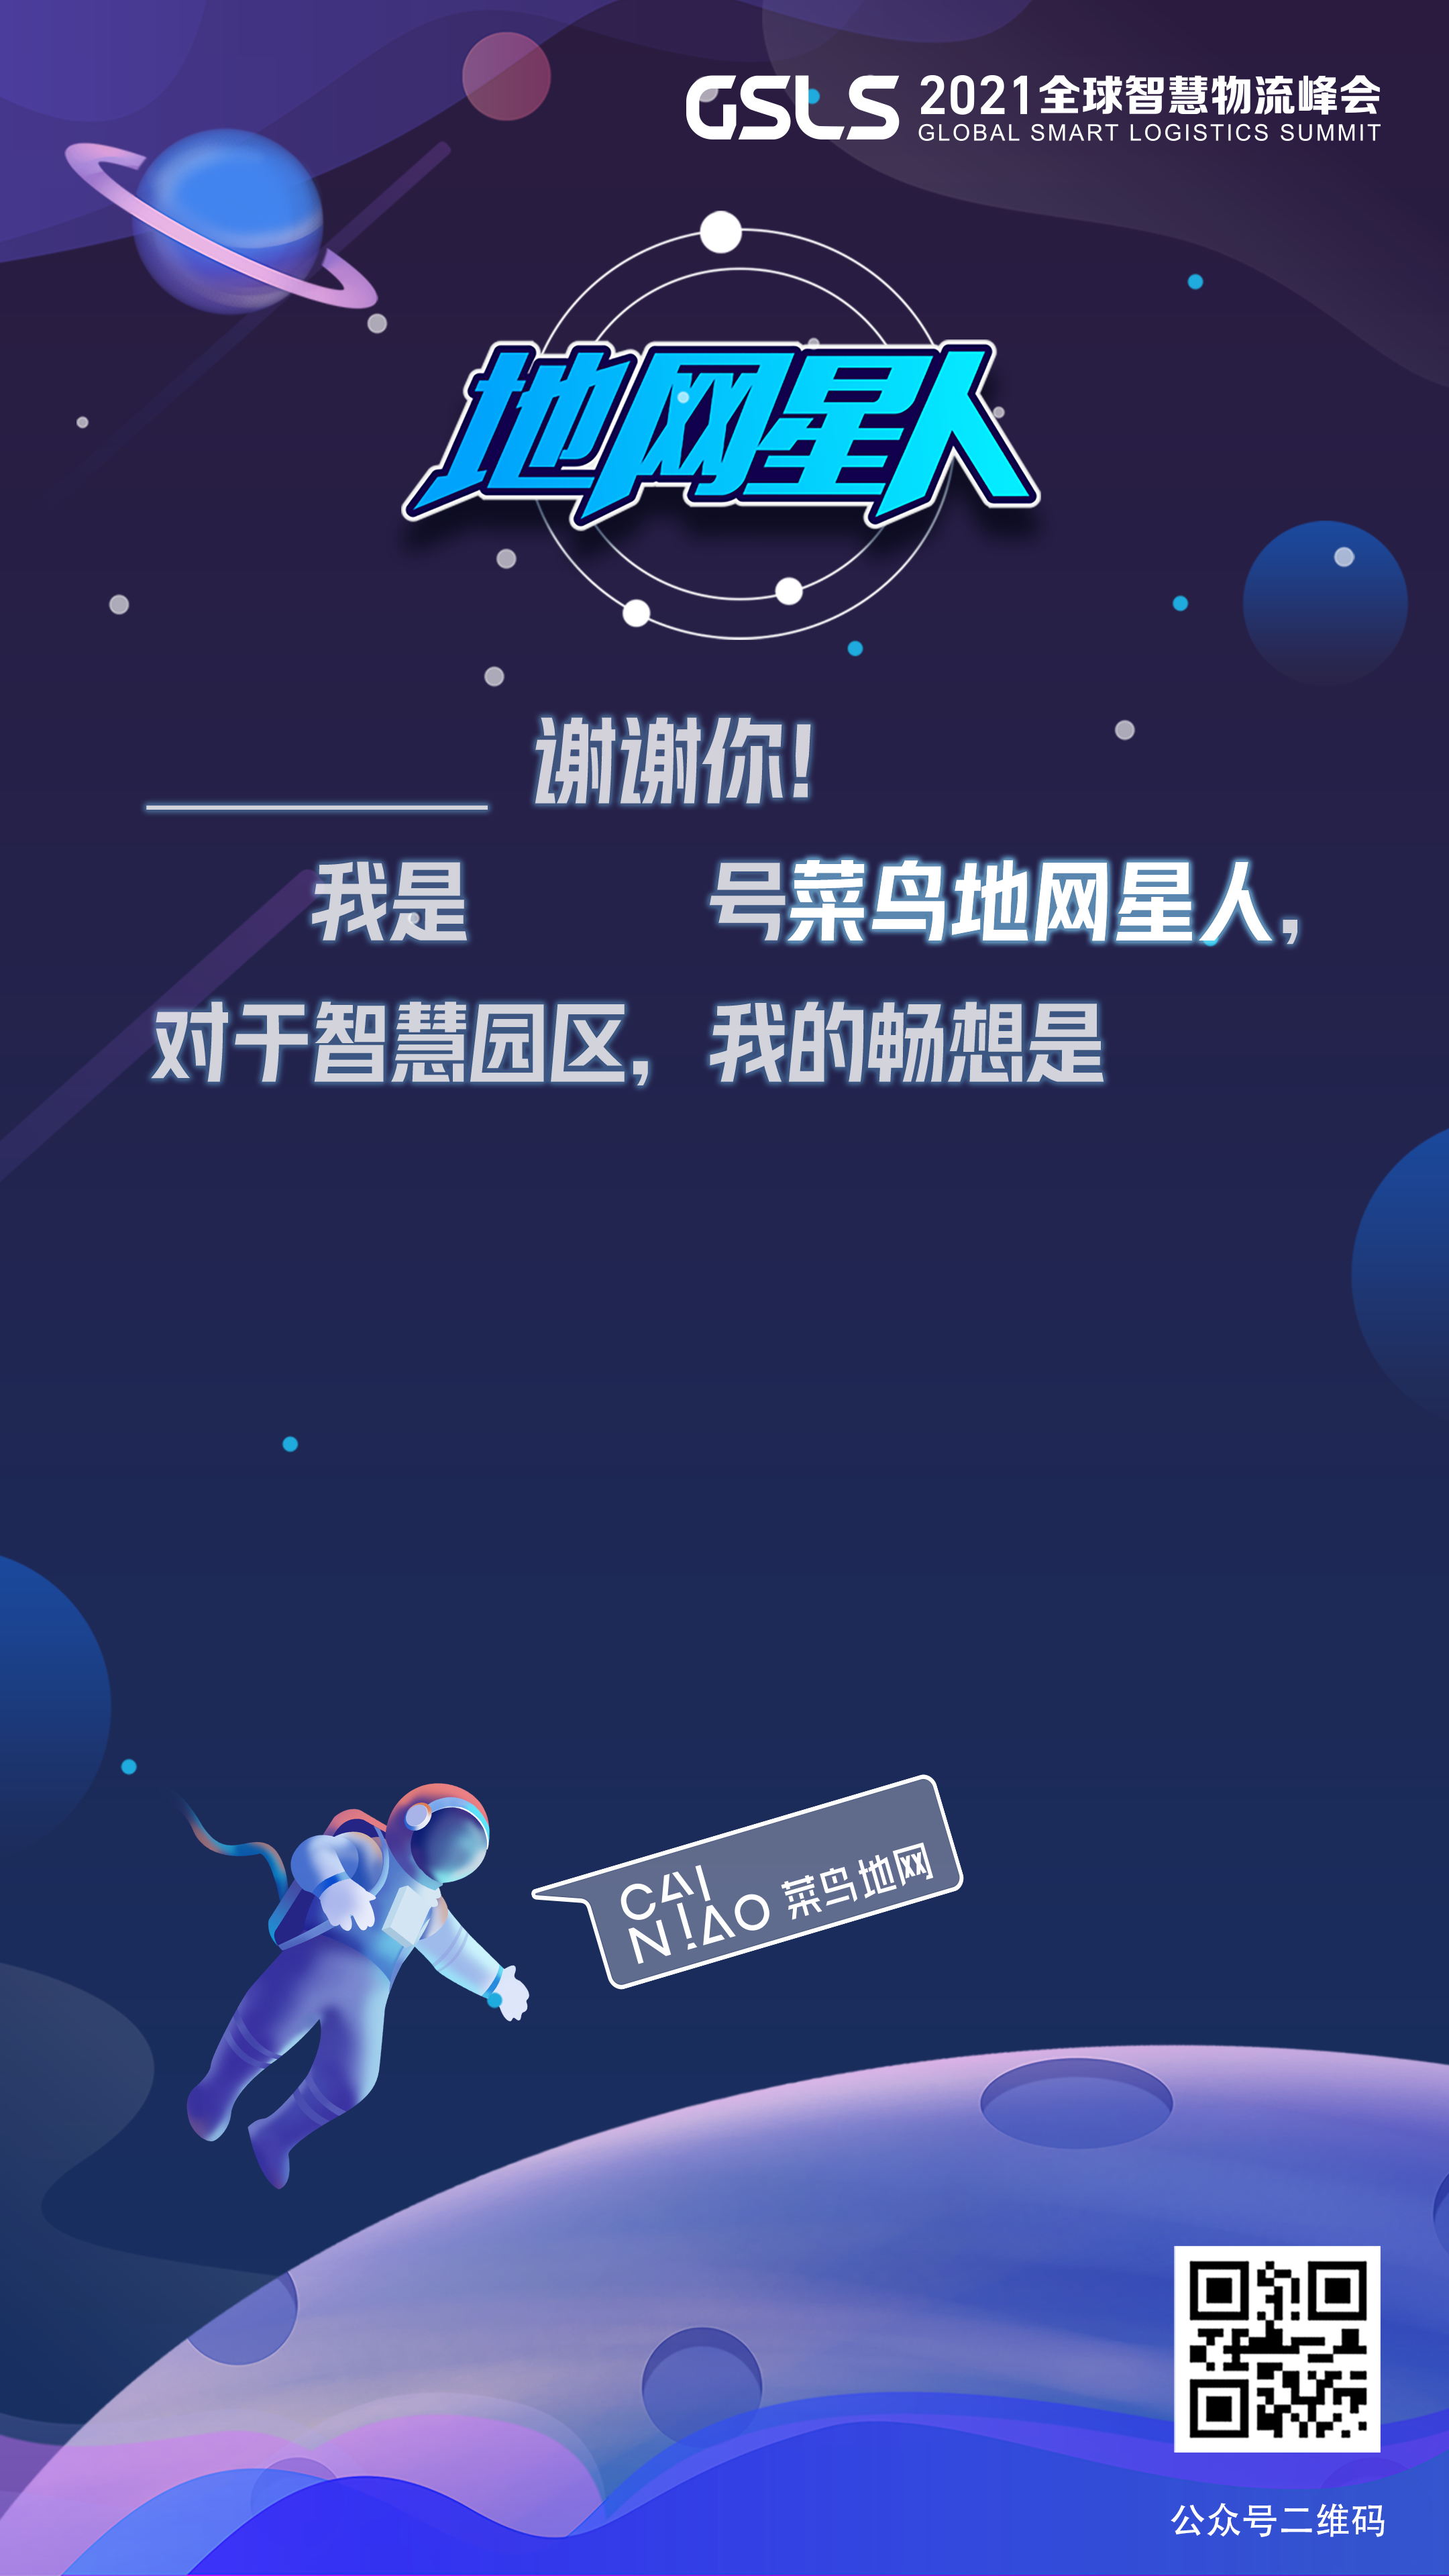 GSLS 2021全球智慧物流峰会
GLOBAL SMART LOGISTICS SUMMIT
地网星人
谢谢你!
我是 号菜鸟地网星人,
对于智慧园区, 我的畅想是
CAI
NIAO 菜鸟地网
公众号二维码